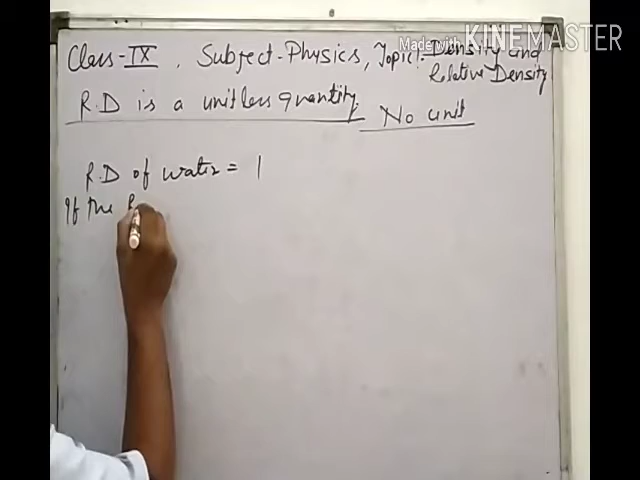 Made with KINEMASTER
Class-IX, Subject-Physics, Topic:-Density and
Relative Density
R.D is a unitless quantity. No unit
R.D of water = 1
If the R